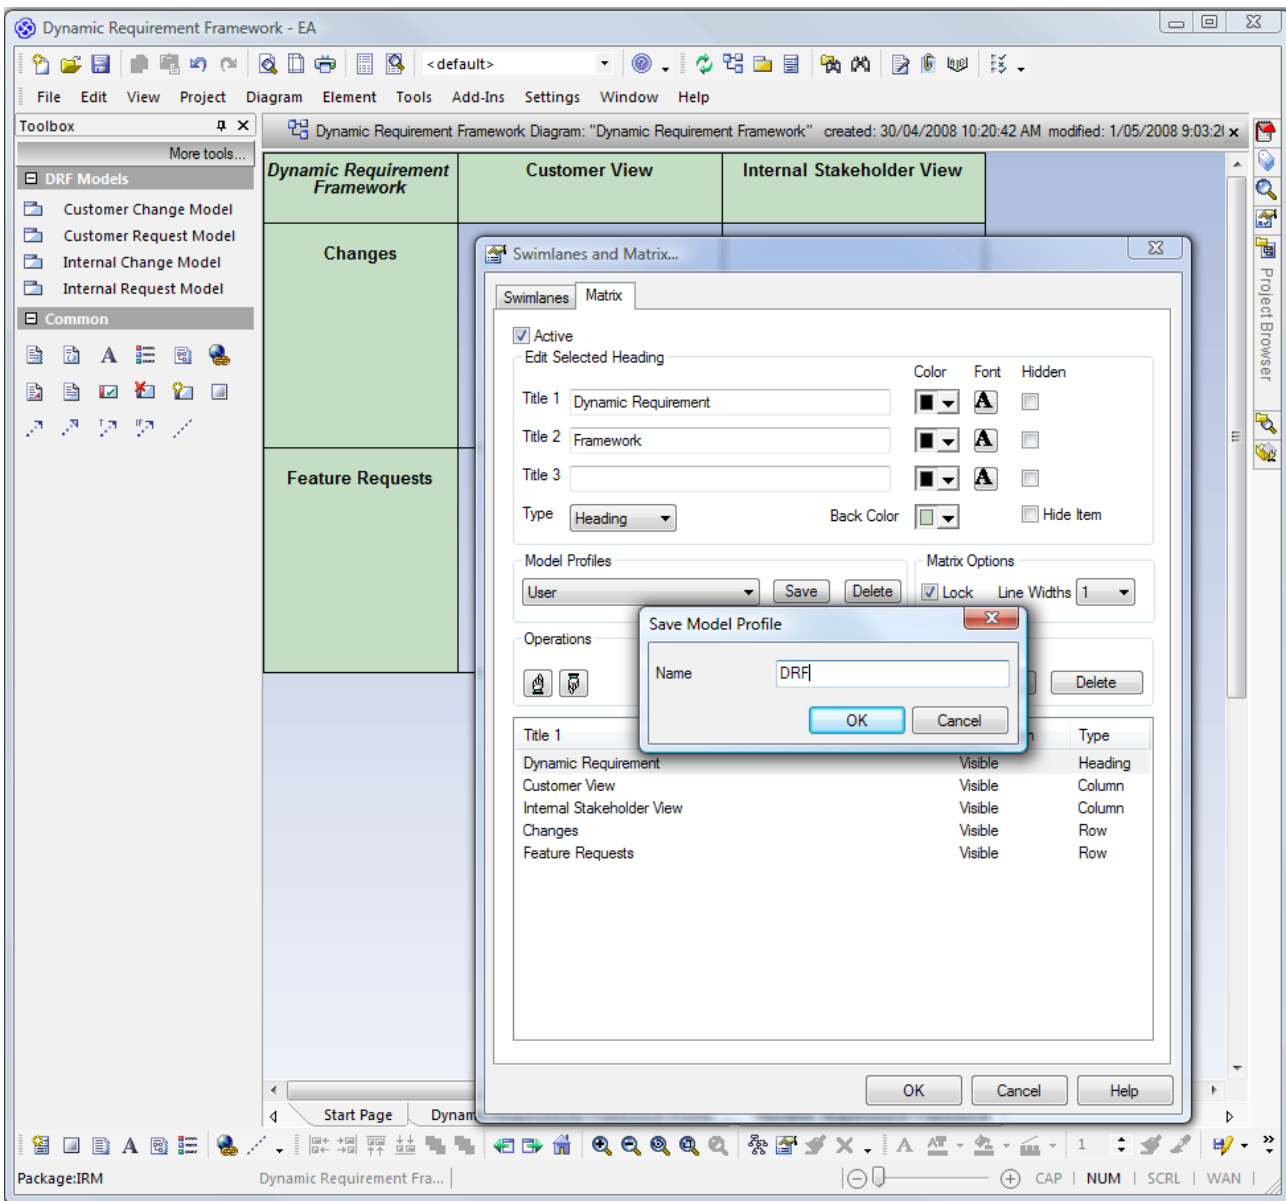 Dynamic Requirement Framework - EA
<default>
File Edit View Project Diagram Element Tools Add-Ins Settings Window Help
Toolbox
Dynamic Requirement Framework Diagram: "Dynamic Requirement Framework" created: 30/04/2008 10:20:42 AM modified: 1/05/2008 9:03:2
More tools...
DRF Models
Customer Change Model
Customer Request Model
Internal Change Model
Internal Request Model
Common
Dynamic Requirement
Framework
Customer View
Internal Stakeholder View
Changes
Feature Requests
Project Browser
Swimlanes and Matrix...
Swimlanes Matrix
Active
Edit Selected Heading
Color Font Hidden
Title 1 Dynamic Requirement
Title 2 Framework
Title 3
Type Heading Back Color Hide Item
Model Profiles
User Save Delete
Matrix Options
Lock Line Widths 1
Operations
Delete
Save Model Profile
Name DRF
OK Cancel
Title 1 Type
Dynamic Requirement Visible Heading
Customer View Visible Column
Internal Stakeholder View Visible Column
Changes Visible Row
Feature Requests Visible Row
OK Cancel Help
Start Page Dynam
1
Package:IRM Dynamic Requirement Fra... CAP NUM SCRL WAN